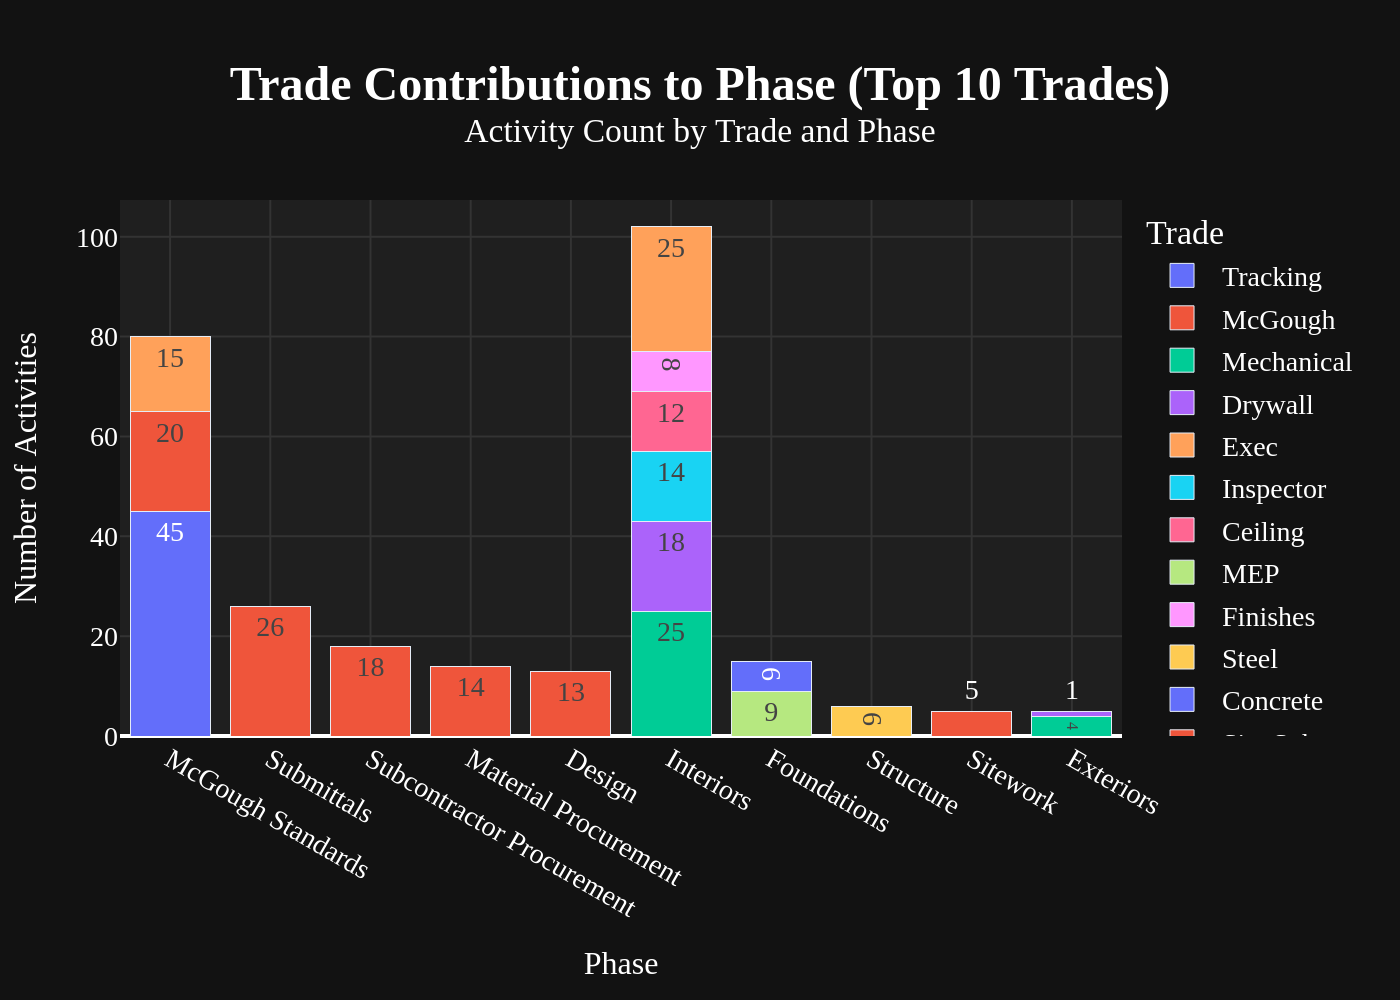 Trade Contributions to Phase (Top 10 Trades)
Activity Count by Trade and Phase
Number of Activities
100
80
60
40
20
0
15
20
45
26
18
14
13
25
8
12
14
18
25
6
9
6
5
1
4
McGough Standards
Submittals
Subcontractor Procurement
Material Procurement
Design
Interiors
Foundations
Structure
Sitework
Exteriors
Phase
Trade
Tracking
McGough
Mechanical
Drywall
Exec
Inspector
Ceiling
MEP
Finishes
Steel
Concrete